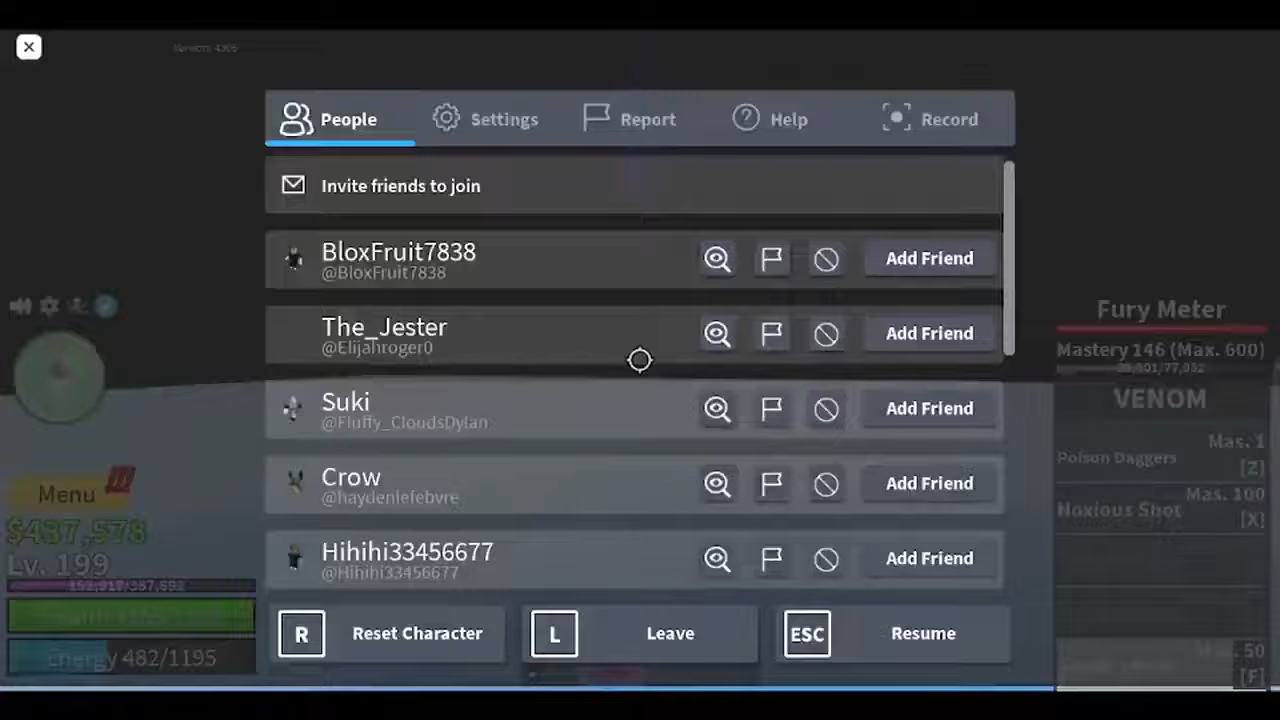 People
Settings
Report
Help
Record
Invite friends to join
BloxFruit7838
@BloxFruit7838
Add Friend
The_Jester
@Elijahroger0
Add Friend
Suki
@Fluffy_CloudsDylan
Add Friend
Crow
@haydenlefebvre
Add Friend
Hihihi33456677
@Hihihi33456677
Add Friend
R
Reset Character
L
Leave
ESC
Resume
Menu
$437,578
Lv. 199
Energy 482/1195
Fury Meter
Mastery 146 (Max. 600)
VENOM
Mas. 1
Poison Daggers
[Z]
Mas. 100
Noxious Shot
[X]
50
[F]